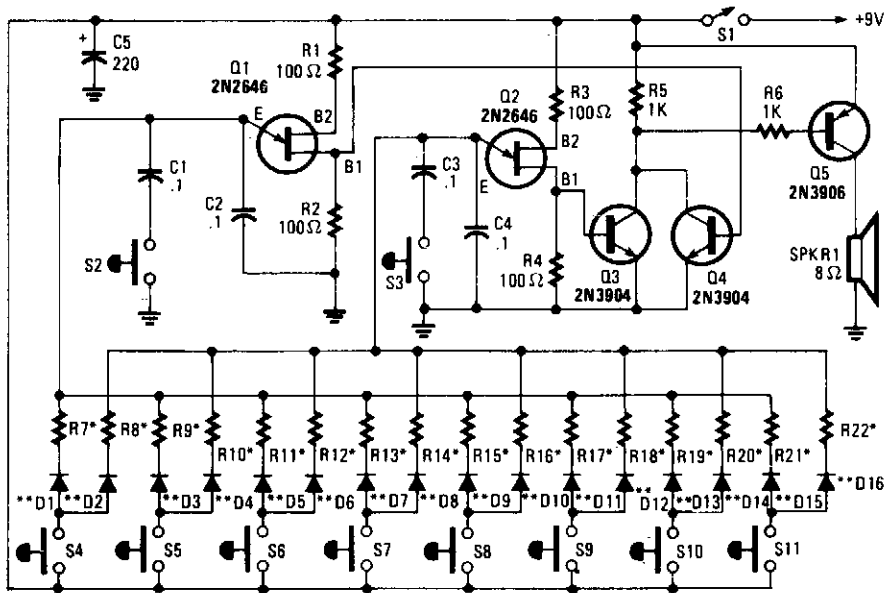 +9V
S1
+
C5
220
R1
100Ω
Q1
2N2646
E
B2
B1
C1
.1
C2
.1
R2
100Ω
S2
Q2
2N2646
R3
100Ω
B2
B1
E
C3
.1
C4
.1
R4
100Ω
S3
R5
1K
R6
1K
Q3
2N3904
Q4
2N3904
Q5
2N3906
SPKR1
8Ω
R7* R8* R9* R10* R11* R12* R13* R14* R15* R16* R17* R18* R19* R20* R21* R22*
**D1 **D2 **D3 **D4 **D5 **D6 **D7 **D8 **D9 **D10 **D11 ** D12 **D13 **D14 **D15 **D16
S4 S5 S6 S7 S8 S9 S10 S11